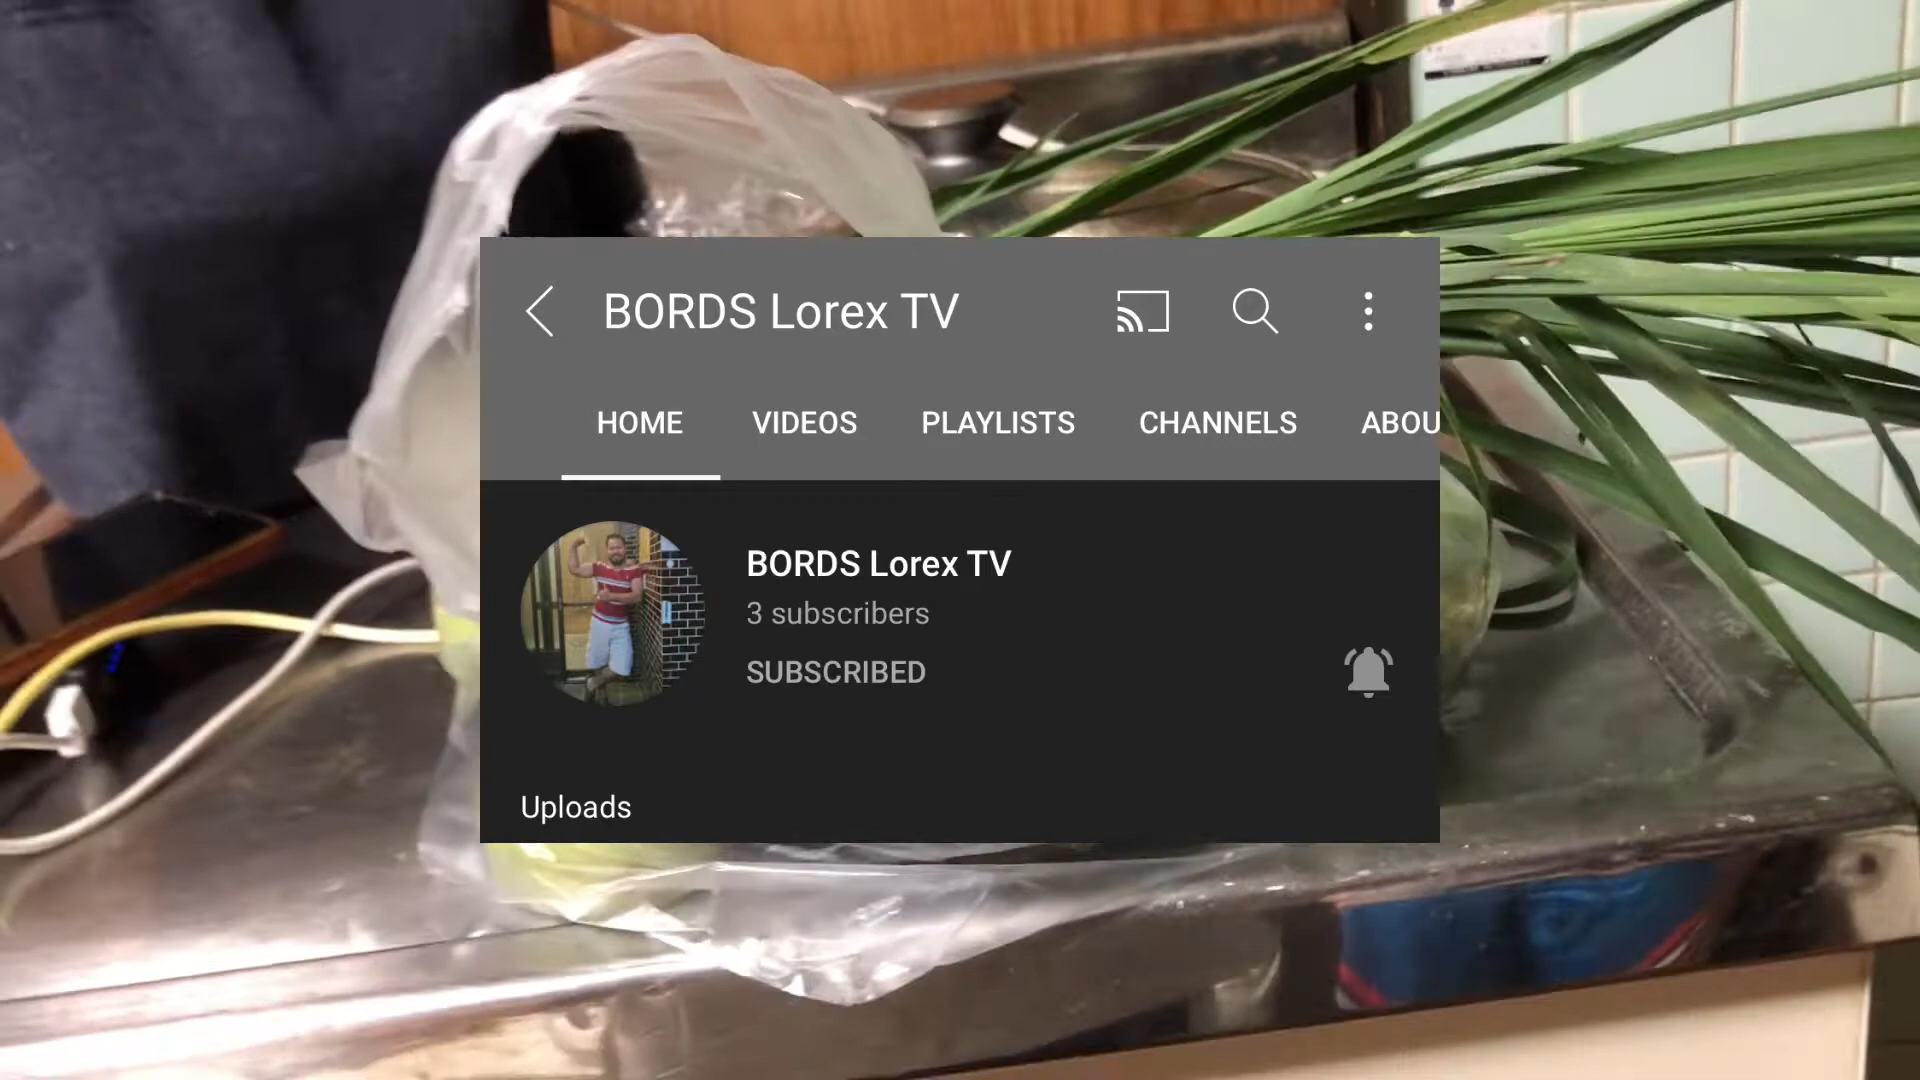 BORDS Lorex TV
HOME VIDEOS PLAYLISTS CHANNELS ABOU
BORDS Lorex TV
3 subscribers
SUBSCRIBED
Uploads